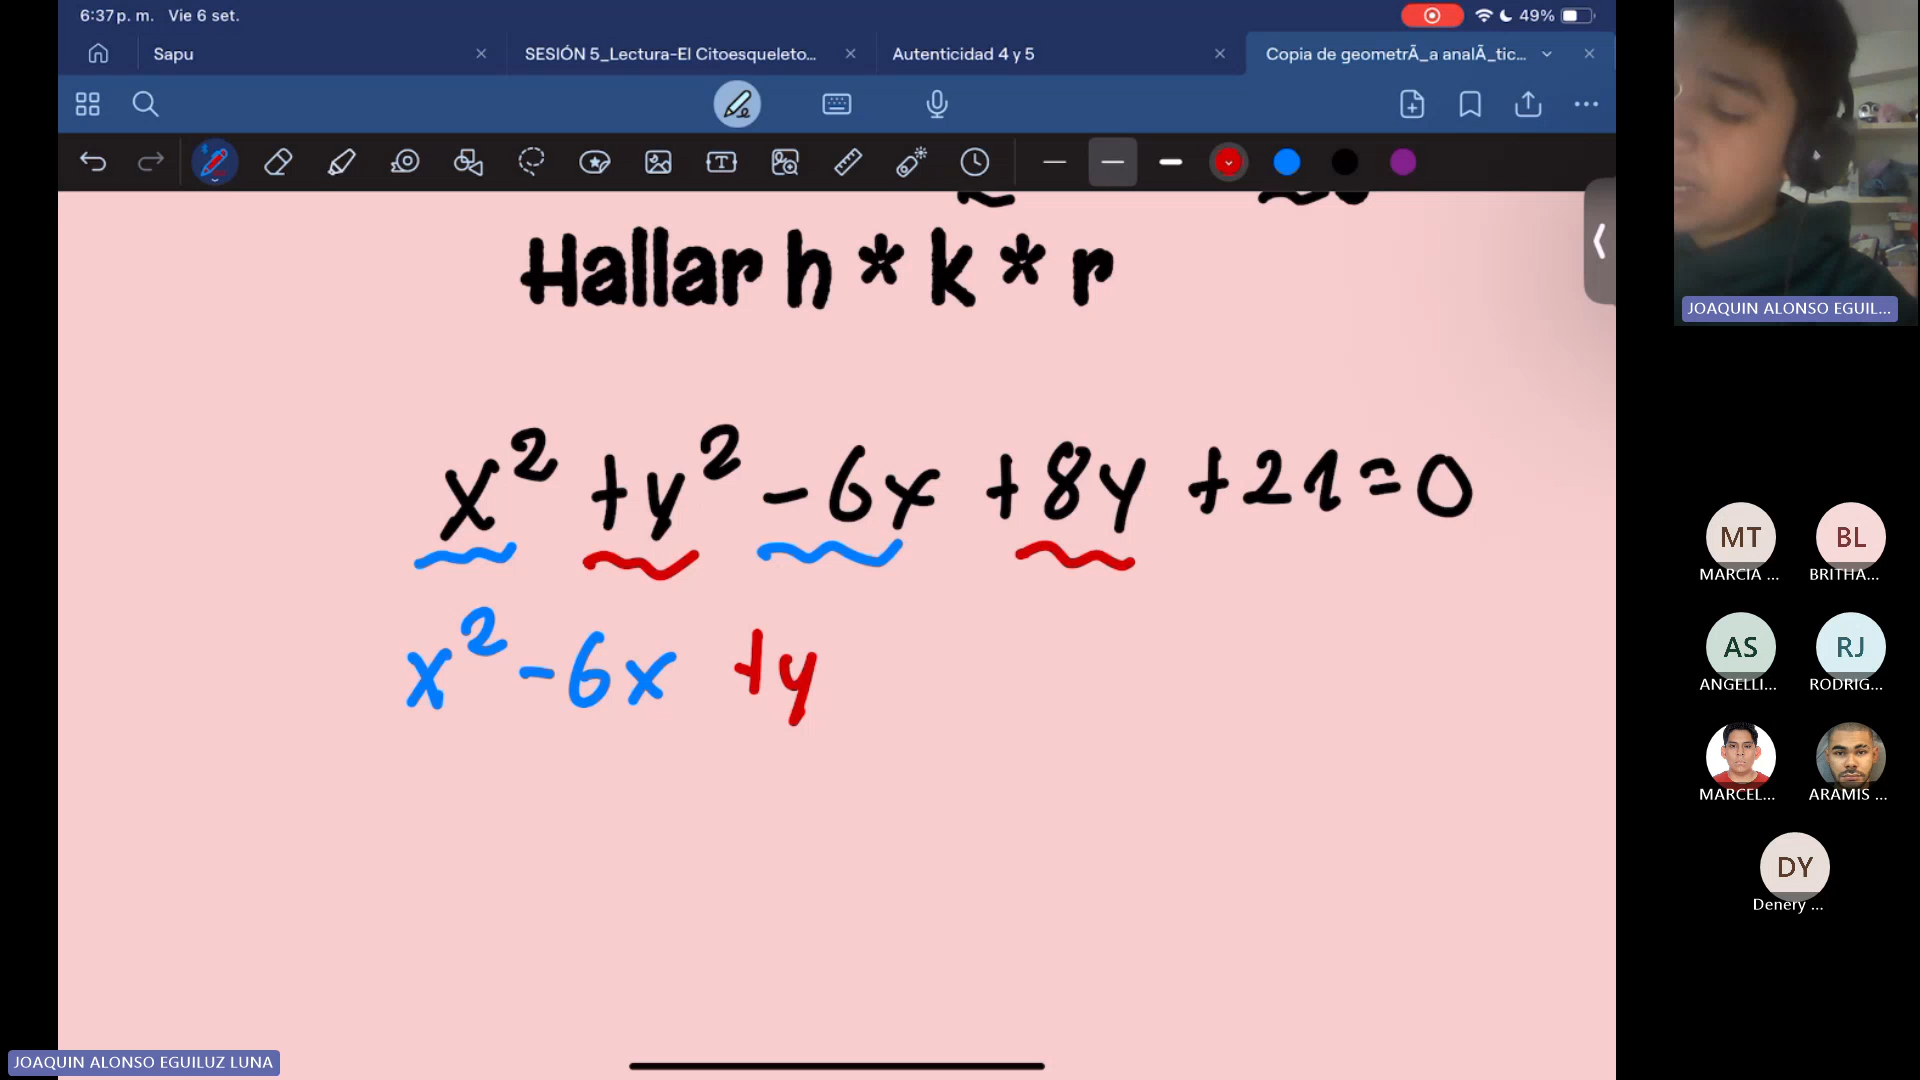 6:37 p. m. Vie 6 set.
49%
Sapu
SESIÓN 5_Lectura-El Citoesqueleto...
Autenticidad 4 y 5
Copia de geometrÃ_a analÃ_tic...
Hallar h * k * r
x² + y² - 6x + 8y + 21 = 0
x² - 6x + y
JOAQUIN ALONSO EGUIL...
MT
MARCIA ...
BL
BRITHA...
AS
ANGELLI...
RJ
RODRIG...
MARCEL...
ARAMIS ...
DY
Denery ...
JOAQUIN ALONSO EGUILUZ LUNA